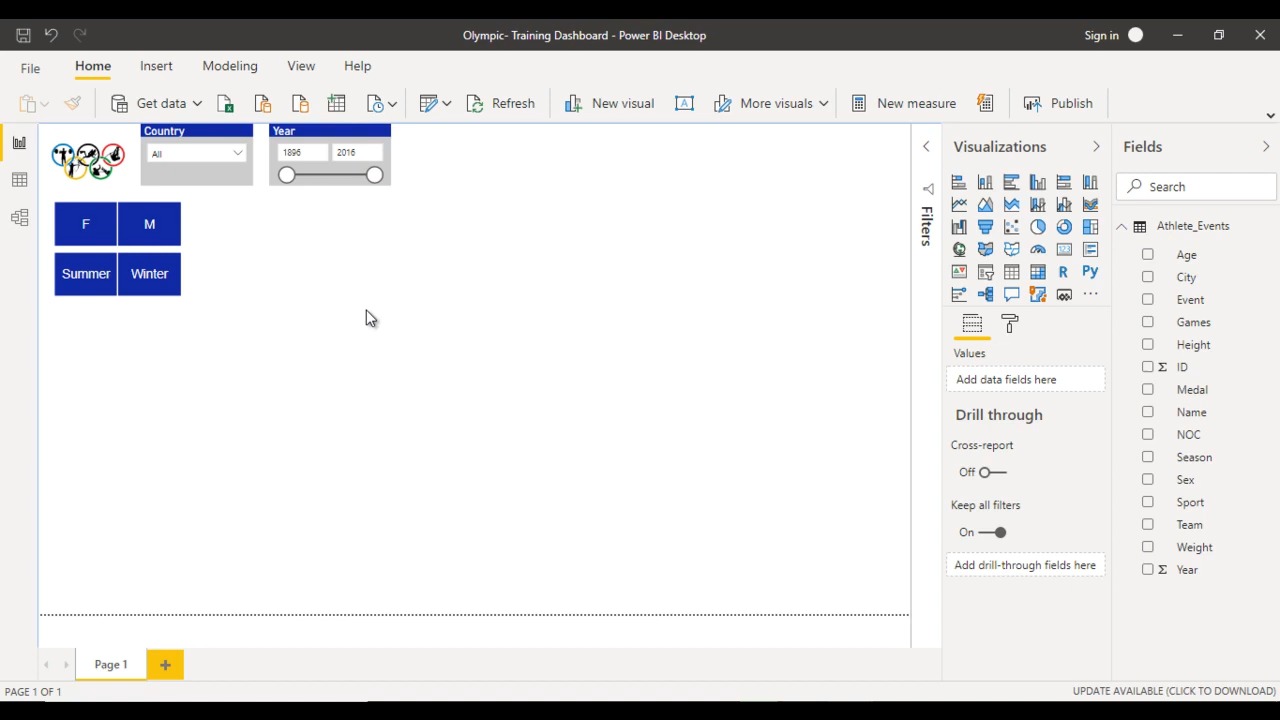 Olympic- Training Dashboard - Power BI Desktop
Sign in
File
Home
Insert
Modeling
View
Help
Get data
Refresh
New visual
More visuals
New measure
Publish
Country
All
Year
1896
2016
F
M
Summer
Winter
Filters
Visualizations
R
Py
123
Values
Add data fields here
Drill through
Cross-report
Off
Keep all filters
On
Add drill-through fields here
Fields
Search
Athlete_Events
Age
City
Event
Games
Height
Σ ID
Medal
Name
NOC
Season
Sex
Sport
Team
Weight
Σ Year
Page 1
PAGE 1 OF 1
UPDATE AVAILABLE (CLICK TO DOWNLOAD)